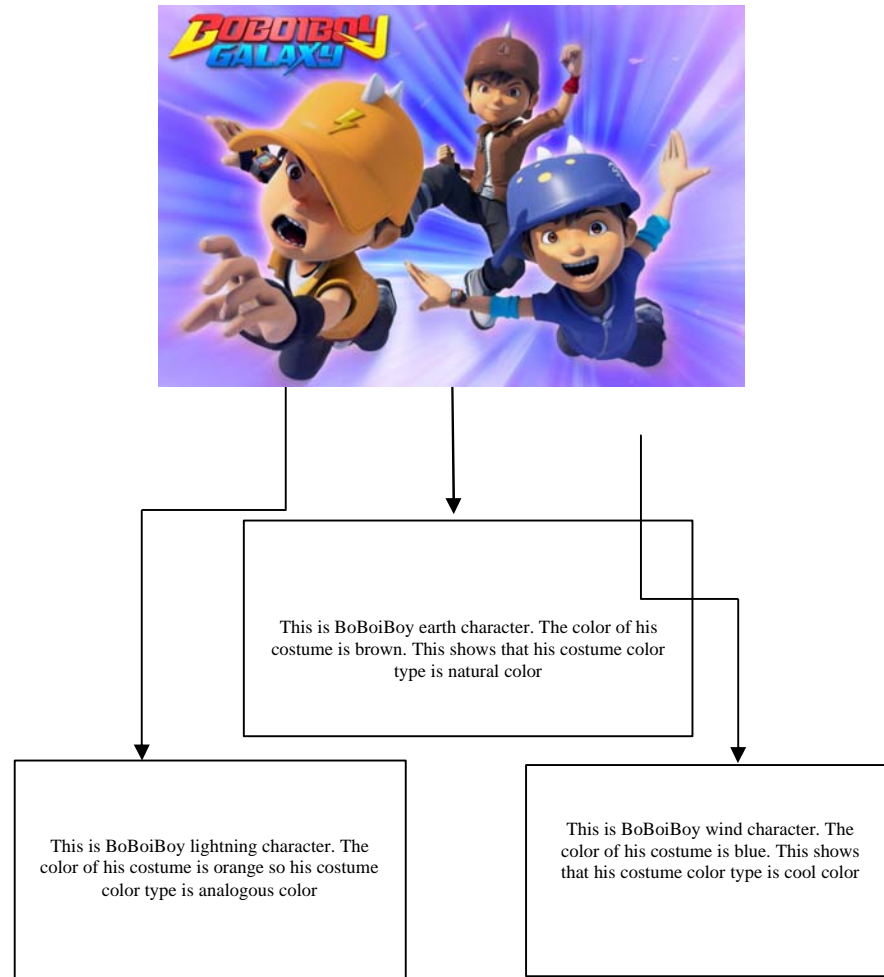 BOBOIBOY
GALAXY
This is BoBoiBoy earth character. The color of his
costume is brown. This shows that his costume color
type is natural color
This is BoBoiBoy lightning character. The
color of his costume is orange so his costume
color type is analogous color
This is BoBoiBoy wind character. The
color of his costume is blue. This shows
that his costume color type is cool color